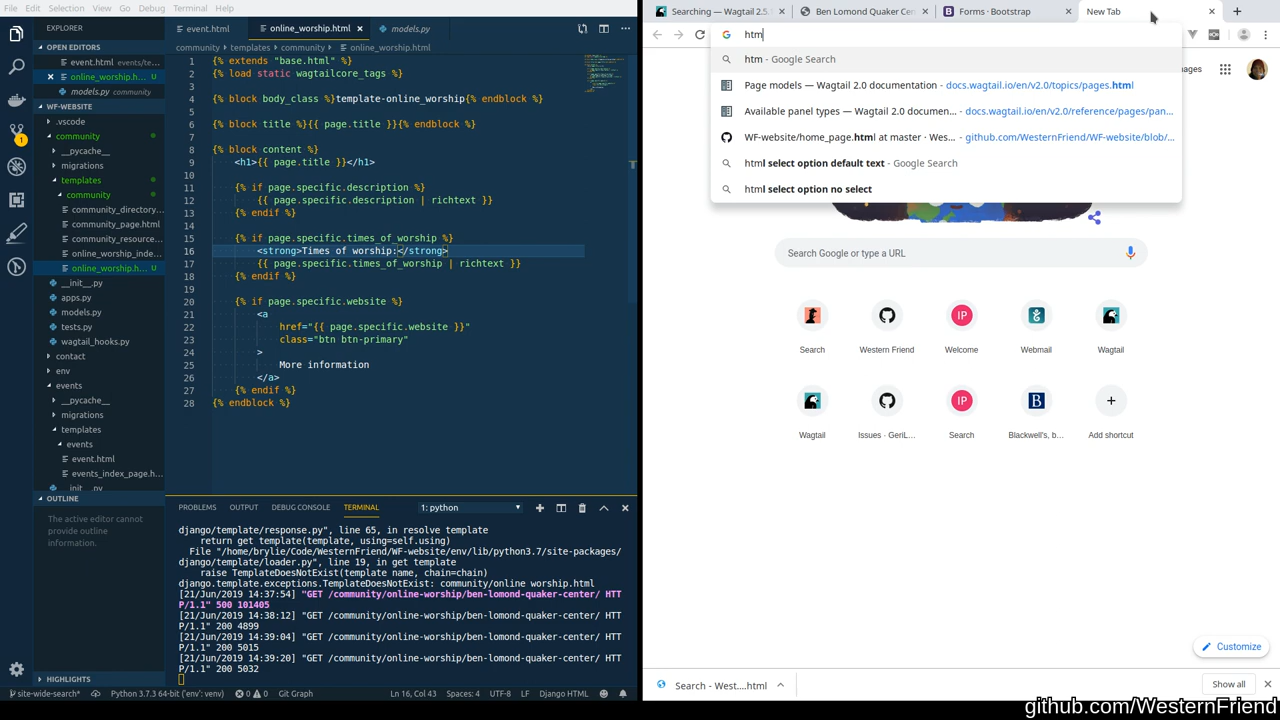 File Edit Selection View Go Debug Terminal Help
EXPLORER
OPEN EDITORS
event.html events/te...
online_worship.h... U
models.py community
WF-WEBSITE
.vscode
community
__pycache__
migrations
templates
community
community_directory...
community_page.html
community_resource...
online_worship_inde...
online_worship.h... U
__init__.py
apps.py
models.py
tests.py
wagtail_hooks.py
contact
env
events
__pycache__
migrations
templates
events
event.html
events_index_page.h...
__init__.py
OUTLINE
The active editor cannot
provide outline
information.
HIGHLIGHTS
event.html online_worship.html models.py
community templates community online_worship.html
1 {% extends "base.html" %}
2 {% load static wagtailcore_tags %}
3
4 {% block body_class %}template-online_worship{% endblock %}
5
6 {% block title %}{{ page.title }}{% endblock %}
7
8 {% block content %}
9 <h1>{{ page.title }}</h1>
10
11 {% if page.specific.description %}
12 {{ page.specific.description | richtext }}
13 {% endif %}
14
15 {% if page.specific.times_of_worship %}
16 <strong>Times of worship:</strong>
17 {{ page.specific.times_of_worship | richtext }}
18 {% endif %}
19
20 {% if page.specific.website %}
21 <a
22 href="{{ page.specific.website }}"
23 class="btn btn-primary"
24 >
25 More information
26 </a>
27 {% endif %}
28 {% endblock %}
PROBLEMS OUTPUT DEBUG CONSOLE TERMINAL 1: python
django/template/response.py", line 65, in resolve_template
return get_template(template, using=self.using)
File "/home/brylie/Code/WesternFriend/WF-website/env/lib/python3.7/site-packages/
django/template/loader.py", line 19, in get_template
raise TemplateDoesNotExist(template_name, chain=chain)
django.template.exceptions.TemplateDoesNotExist: community/online_worship.html
[21/Jun/2019 14:37:54] "GET /community/online-worship/ben-lomond-quaker-center/ HTT
P/1.1" 500 101405
[21/Jun/2019 14:38:12] "GET /community/online-worship/ben-lomond-quaker-center/ HTT
P/1.1" 200 4899
[21/Jun/2019 14:39:04] "GET /community/online-worship/ben-lomond-quaker-center/ HTT
P/1.1" 200 5015
[21/Jun/2019 14:39:20] "GET /community/online-worship/ben-lomond-quaker-center/ HTT
P/1.1" 200 5032
site-wide-search* Python 3.7.3 64-bit ('env': venv) 0 0 Git Graph Ln 16, Col 43 Spaces: 4 UTF-8 LF Django HTML
Searching — Wagtail 2.5. Ben Lomond Quaker Cen Forms · Bootstrap New Tab
htm
htm - Google Search
Page models — Wagtail 2.0 documentation - docs.wagtail.io/en/v2.0/topics/pages.html
Available panel types — Wagtail 2.0 documen... - docs.wagtail.io/en/v2.0/reference/pages/pan...
WF-website/home_page.html at master · Wes... - github.com/WesternFriend/WF-website/blob/...
html select option default text - Google Search
html select option no select
Search Google or type a URL
Search Western Friend Welcome Webmail Wagtail
Wagtail Issues · GeriL... Search Blackwell's, b... Add shortcut
Customize
Search - West....html Show all
github.com/WesternFriend